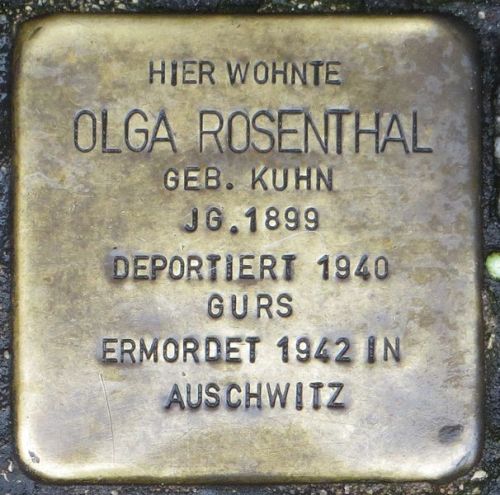 HIER WOHNTE
OLGA ROSENTHAL
GEB. KUHN
JG. 1899
DEPORTIERT 1940
GURS
ERMORDET 1942 IN
AUSCHWITZ